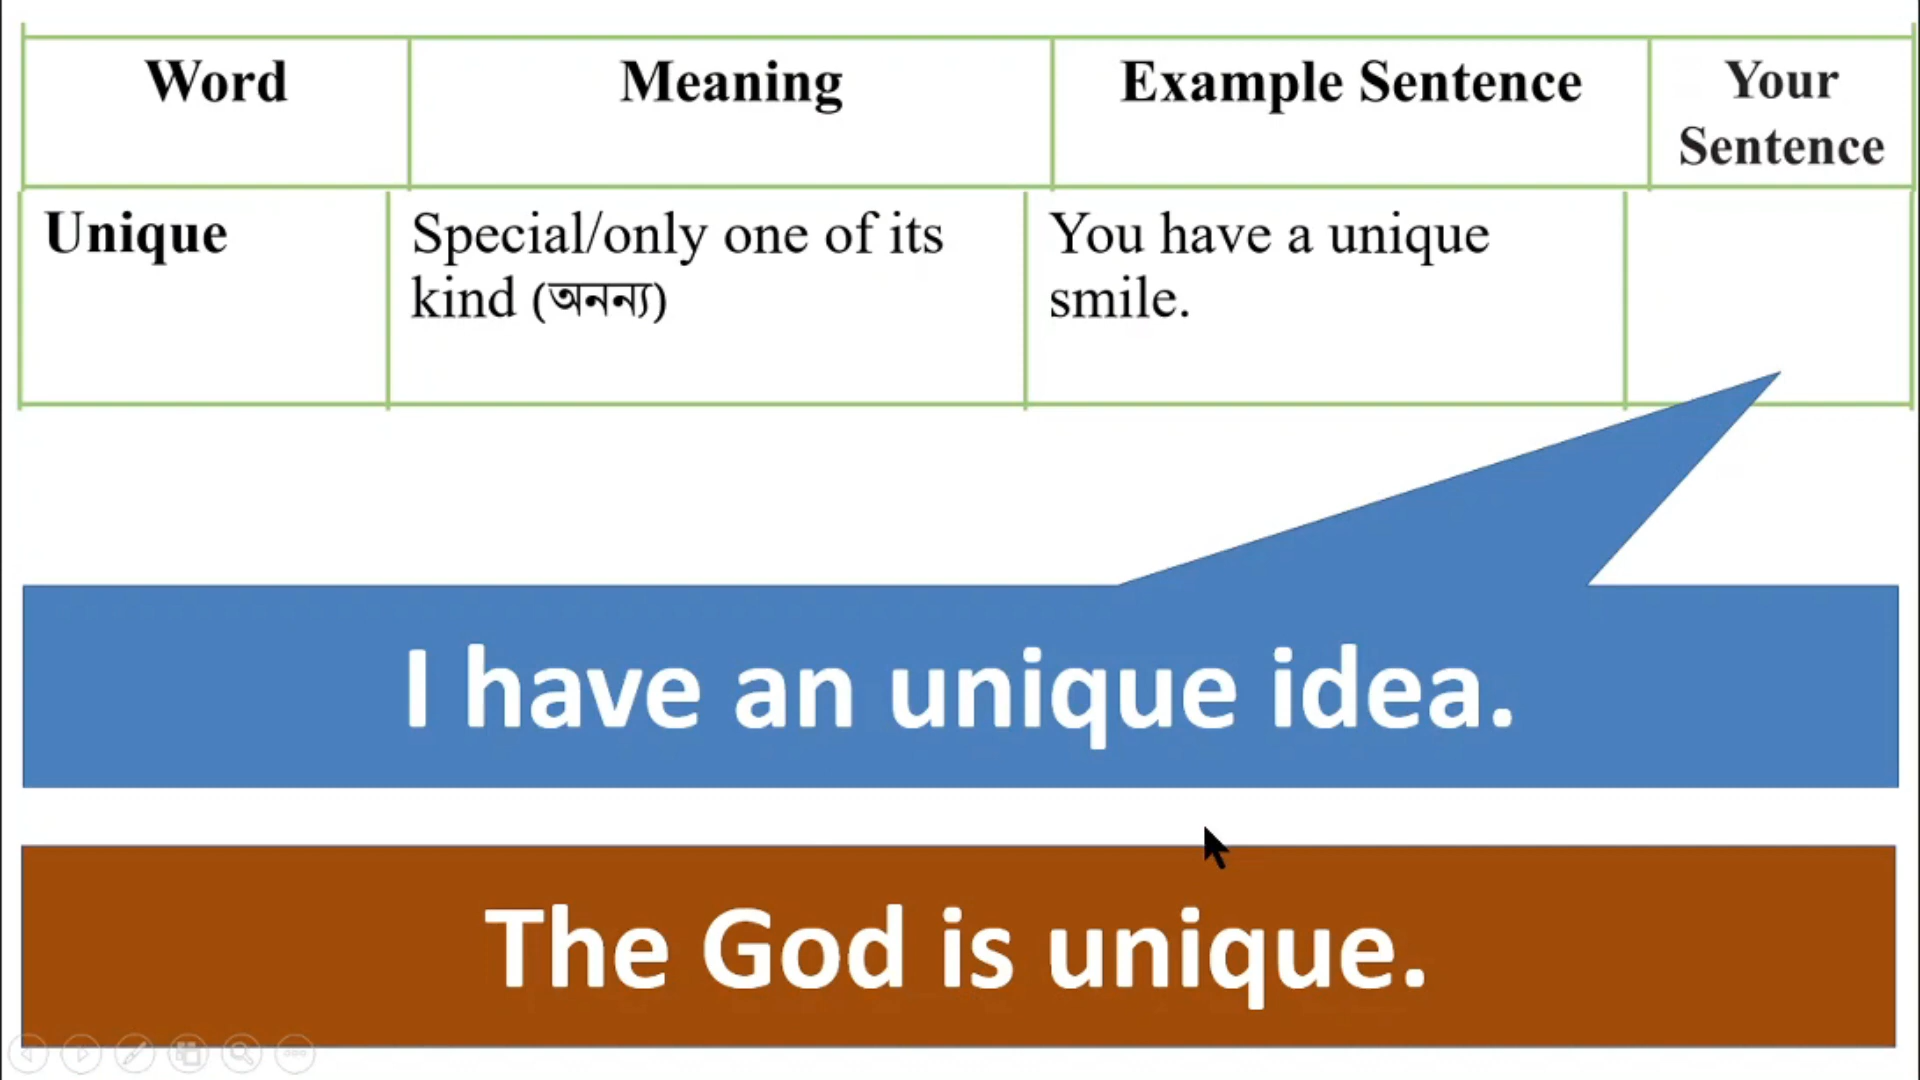 Word Meaning Example Sentence Your
Sentence
Unique Special/only one of its You have a unique
kind (অনন্য) smile.
I have an unique idea.
The God is unique.